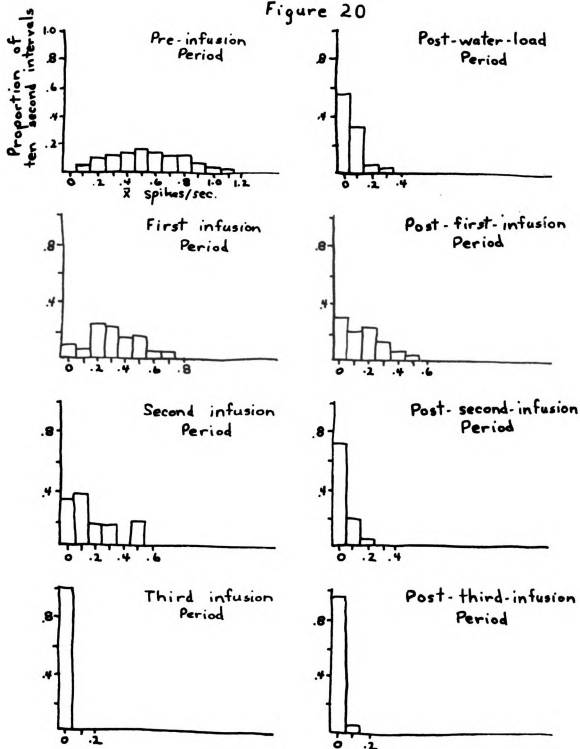 Figure 20
Proportion of
ten second intervals
Pre-infusion
Period
1.0
.8
.6
.4
.2
0 .2 .4 .6 .8 1.0 1.2
x̄ spikes/sec.
Post-water-load
Period
.8
.4
0 .2 .4
First infusion
Period
.8
.4
0 .2 .4 .6 .8
Post-first-infusion
Period
.8
.4
0 .2 .4 .6
Second infusion
Period
.8
.4
0 .2 .4 .6
Post-second-infusion
Period
.8
.4
0 .2 .4
Third infusion
Period
.8
.4
0 .2
Post-third-infusion
Period
.8
.4
0 .2